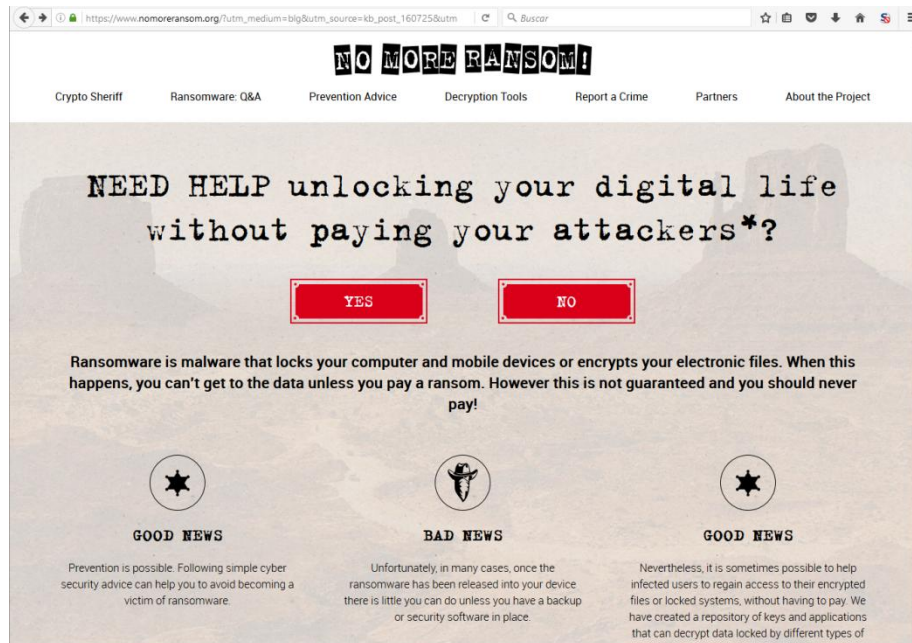 https://www.nomoreransom.org/?utm_medium=blg&utm_source=kb_post_160725&utm
Buscar
NO MORE RANSOM!
Crypto Sheriff Ransomware: Q&A Prevention Advice Decryption Tools Report a Crime Partners About the Project
NEED HELP unlocking your digital life
without paying your attackers*?
YES NO
Ransomware is malware that locks your computer and mobile devices or encrypts your electronic files. When this
happens, you can't get to the data unless you pay a ransom. However this is not guaranteed and you should never
pay!
GOOD NEWS
Prevention is possible. Following simple cyber
security advice can help you to avoid becoming a
victim of ransomware.
BAD NEWS
Unfortunately, in many cases, once the
ransomware has been released into your device
there is little you can do unless you have a backup
or security software in place.
GOOD NEWS
Nevertheless, it is sometimes possible to help
infected users to regain access to their encrypted
files or locked systems, without having to pay. We
have created a repository of keys and applications
that can decrypt data locked by different types of